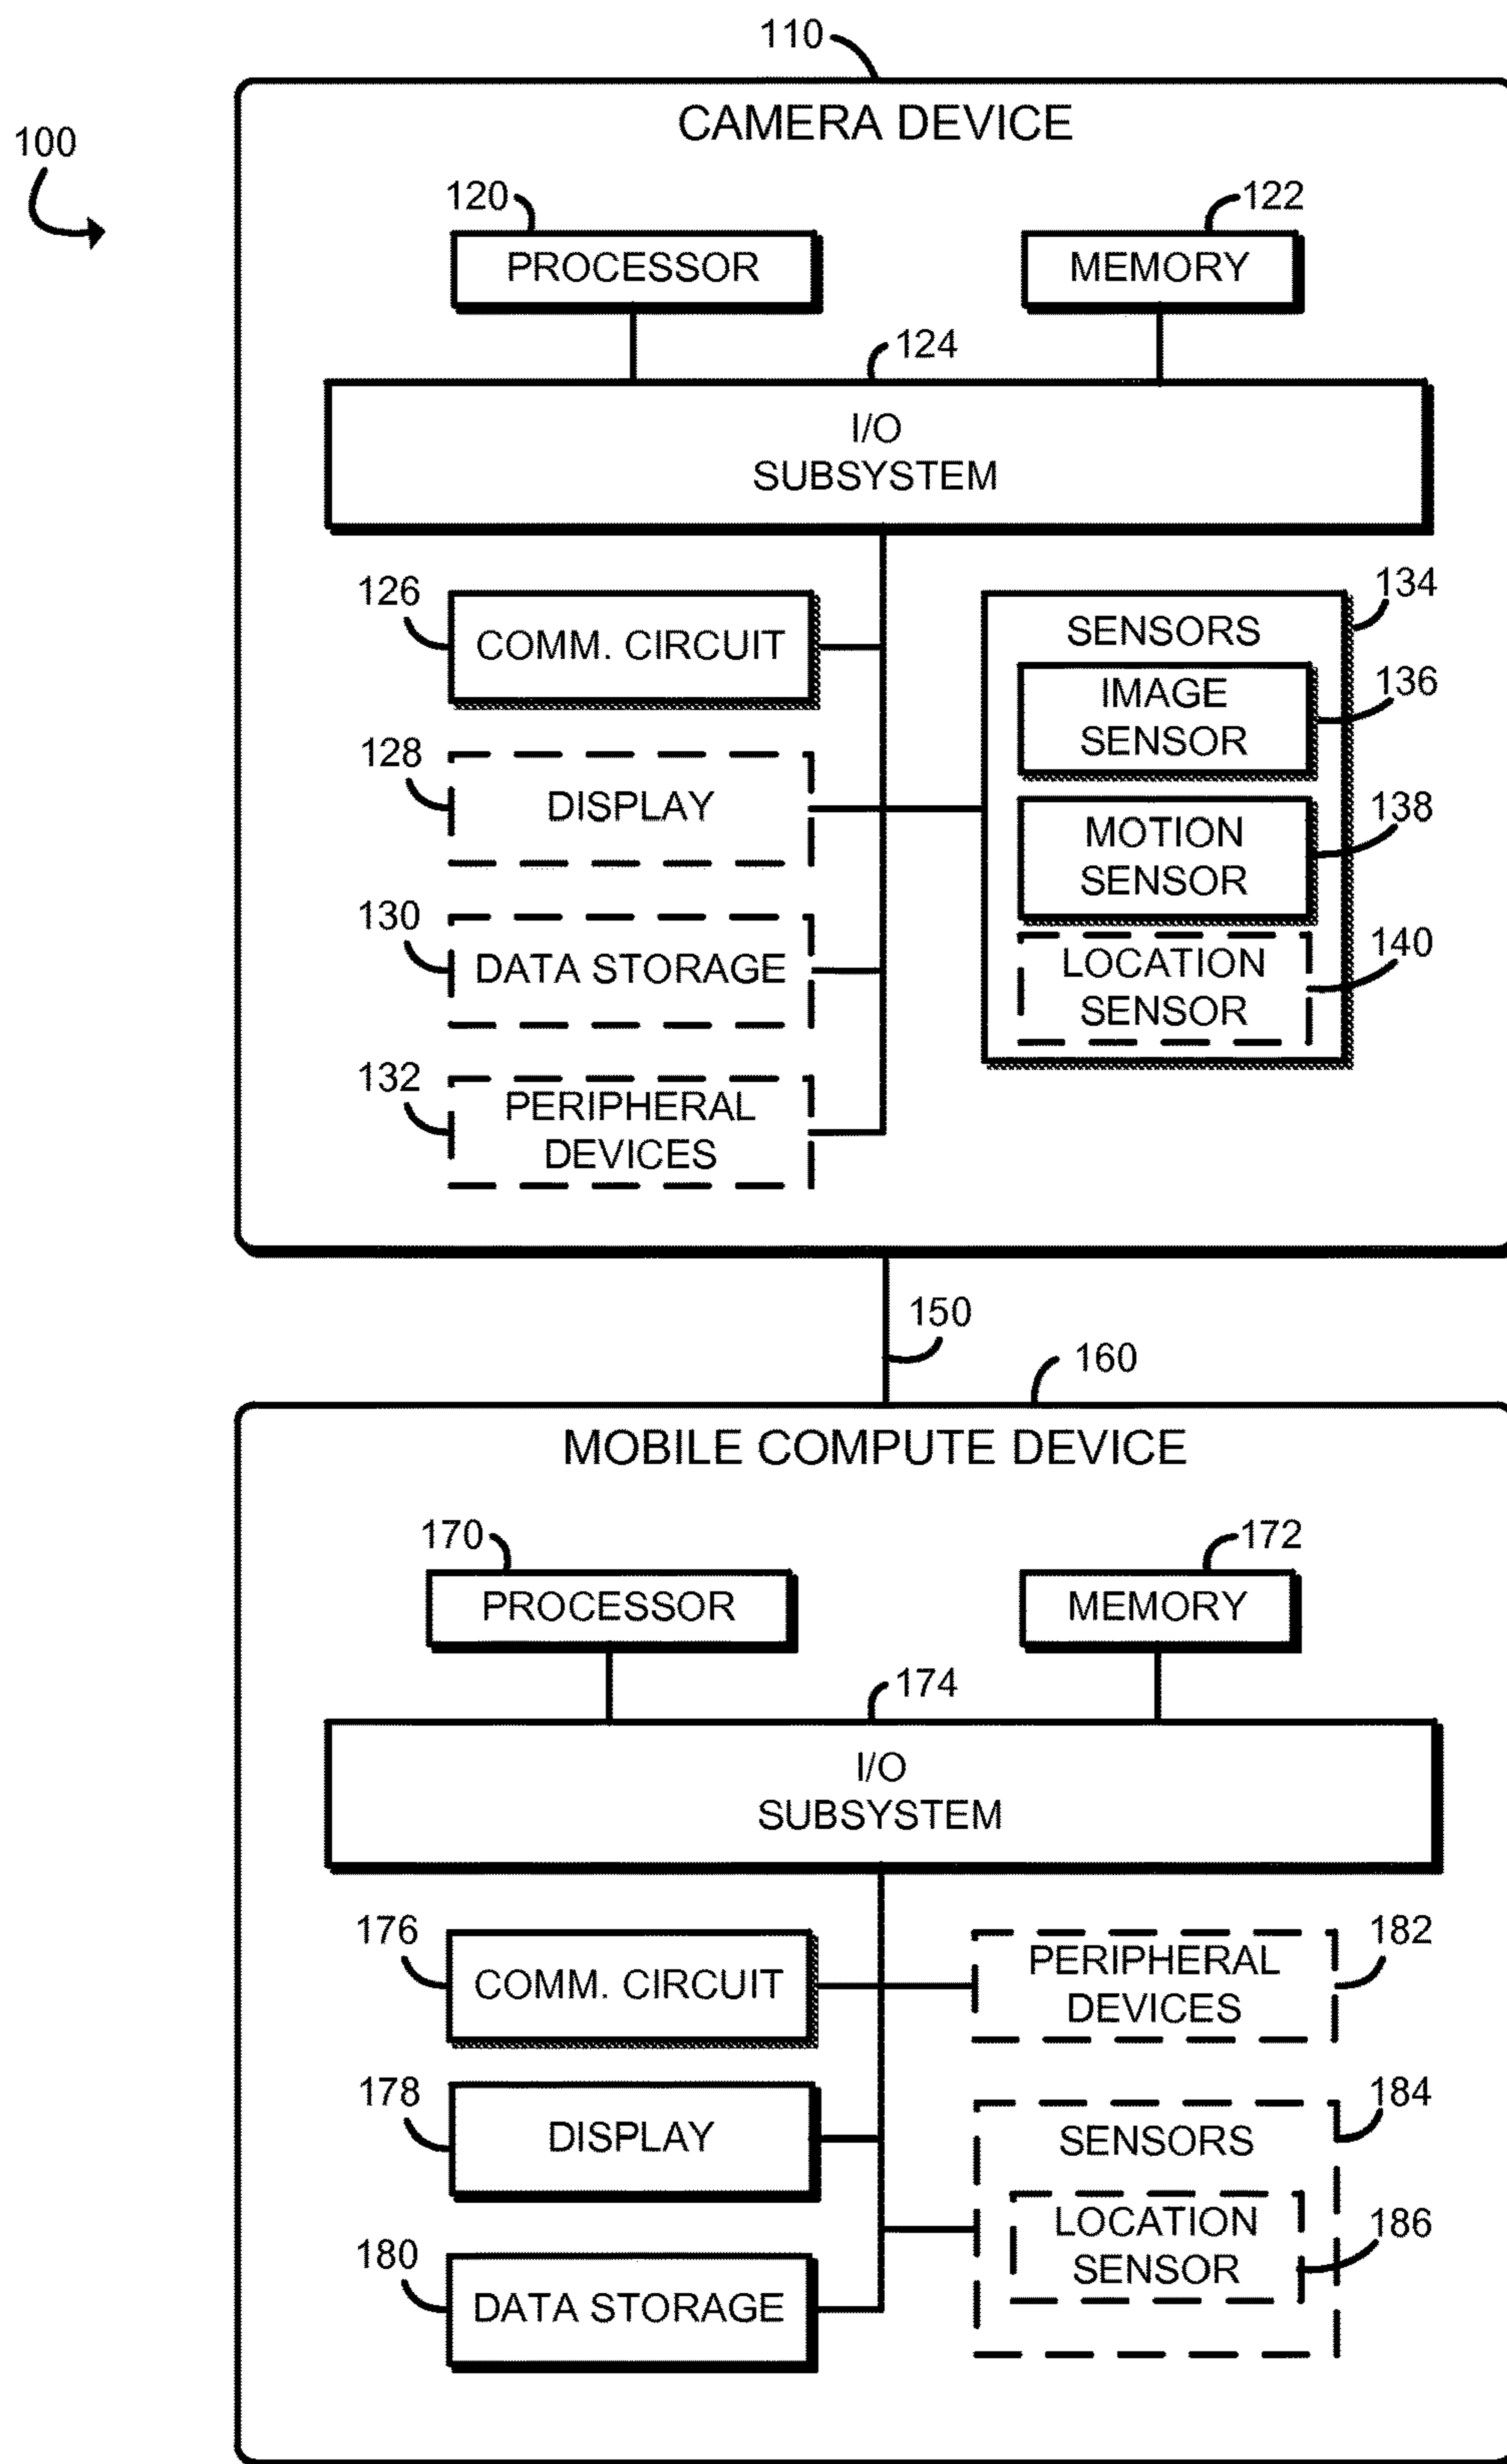 110
CAMERA DEVICE
100
120
122
PROCESSOR
MEMORY
124
I/O
SUBSYSTEM
126
COMM. CIRCUIT
134
SENSORS
136
IMAGE
SENSOR
128
DISPLAY
138
MOTION
SENSOR
130
DATA STORAGE
140
LOCATION
SENSOR
132
PERIPHERAL
DEVICES
150
160
MOBILE COMPUTE DEVICE
170
172
PROCESSOR
MEMORY
174
I/O
SUBSYSTEM
176
COMM. CIRCUIT
182
PERIPHERAL
DEVICES
178
DISPLAY
184
SENSORS
180
DATA STORAGE
186
LOCATION
SENSOR